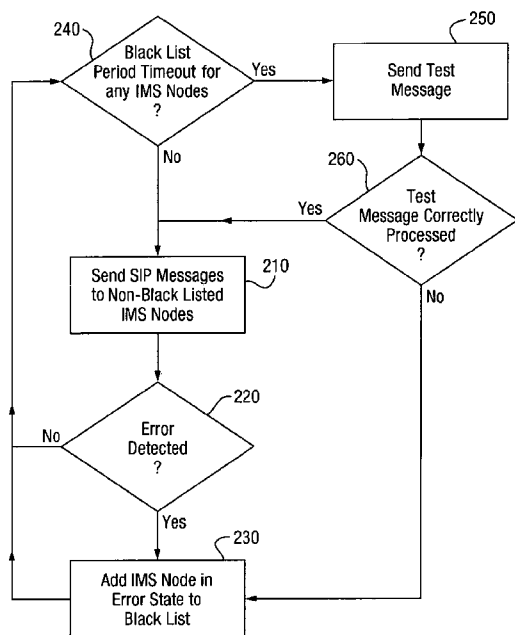 240
Black List
Period Timeout for
any IMS Nodes
?
Yes
No
250
Send Test
Message
260
Test
Message Correctly
Processed
?
Yes
No
Send SIP Messages
to Non-Black Listed
IMS Nodes
210
220
Error
Detected
?
No
Yes
230
Add IMS Node in
Error State to
Black List